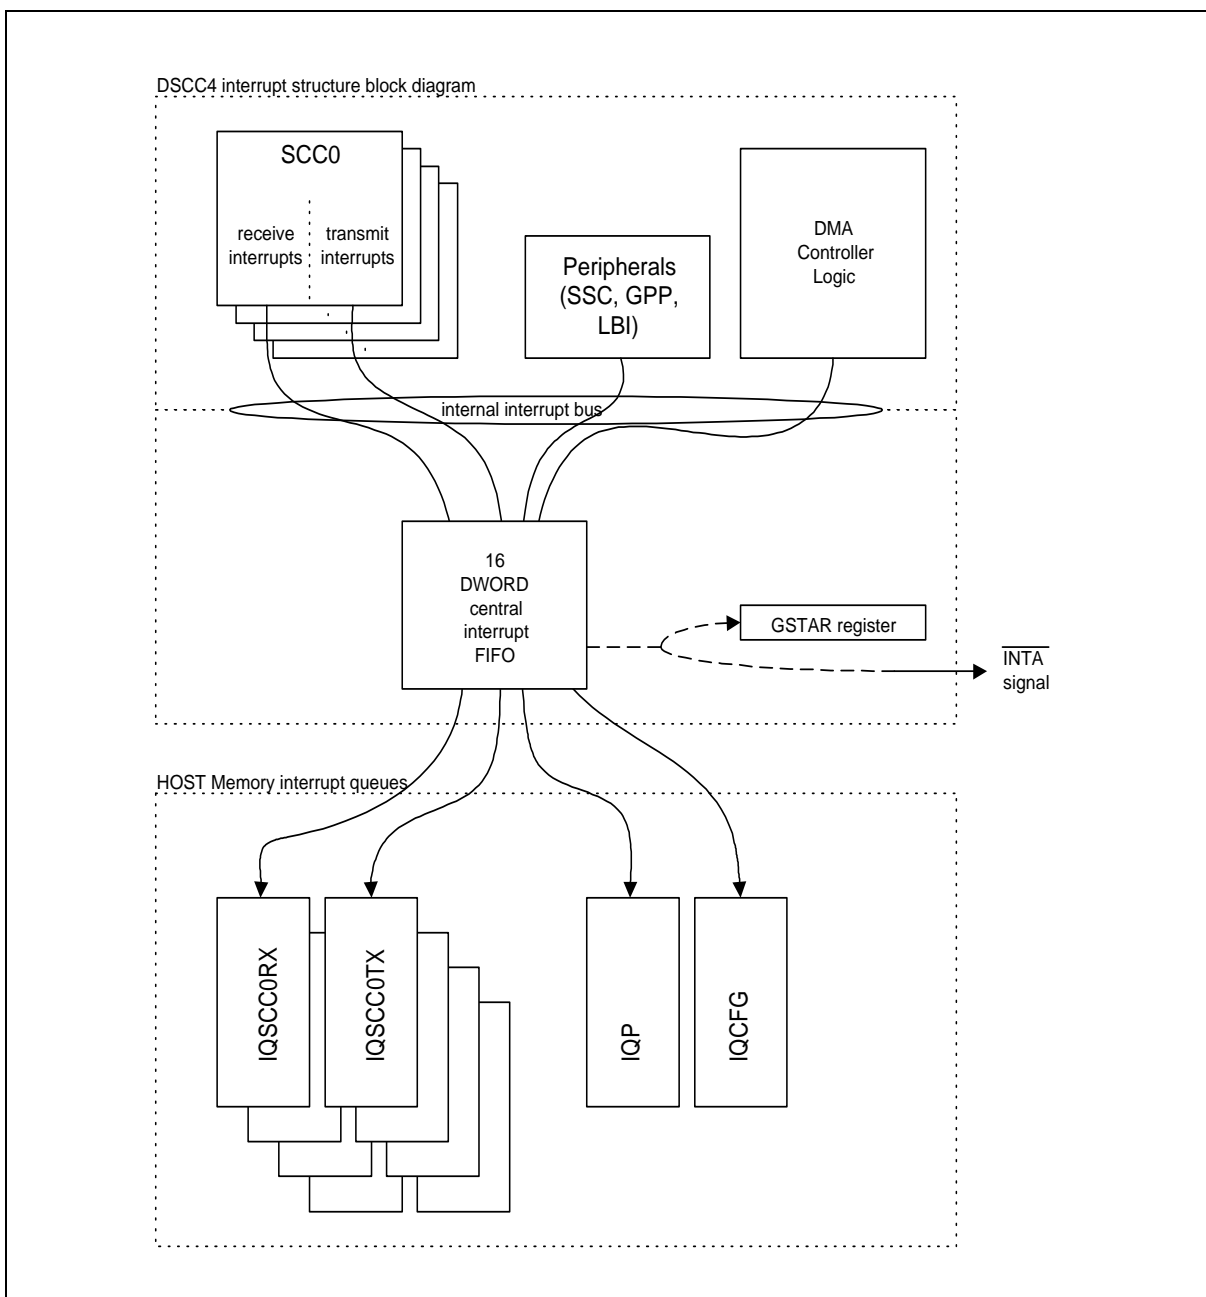 DSCC4 interrupt structure block diagram
SCC0
receive
interrupts
transmit
interrupts
Peripherals
(SSC, GPP,
LBI)
DMA
Controller
Logic
internal interrupt bus
16
DWORD
central
interrupt
FIFO
GSTAR register
INTA
signal
HOST Memory interrupt queues
IQSCC0RX
IQSCC0TX
IQP
IQCFG